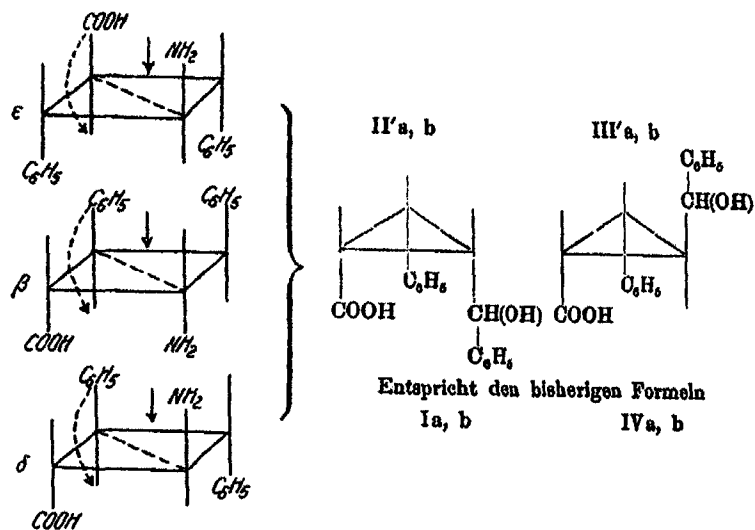 COOH
NH₂
ε
C₆H₅
C₆H₅
C₆H₅
C₆H₅
β
COOH
NH₂
C₆H₅
NH₂
δ
C₆H₅
COOH
II'a, b
III'a, b
C₆H₅
CH(OH)
C₆H₅
C₆H₅
COOH
CH(OH)
COOH
C₆H₅
Entspricht den bisherigen Formeln
Ia, b
IVa, b